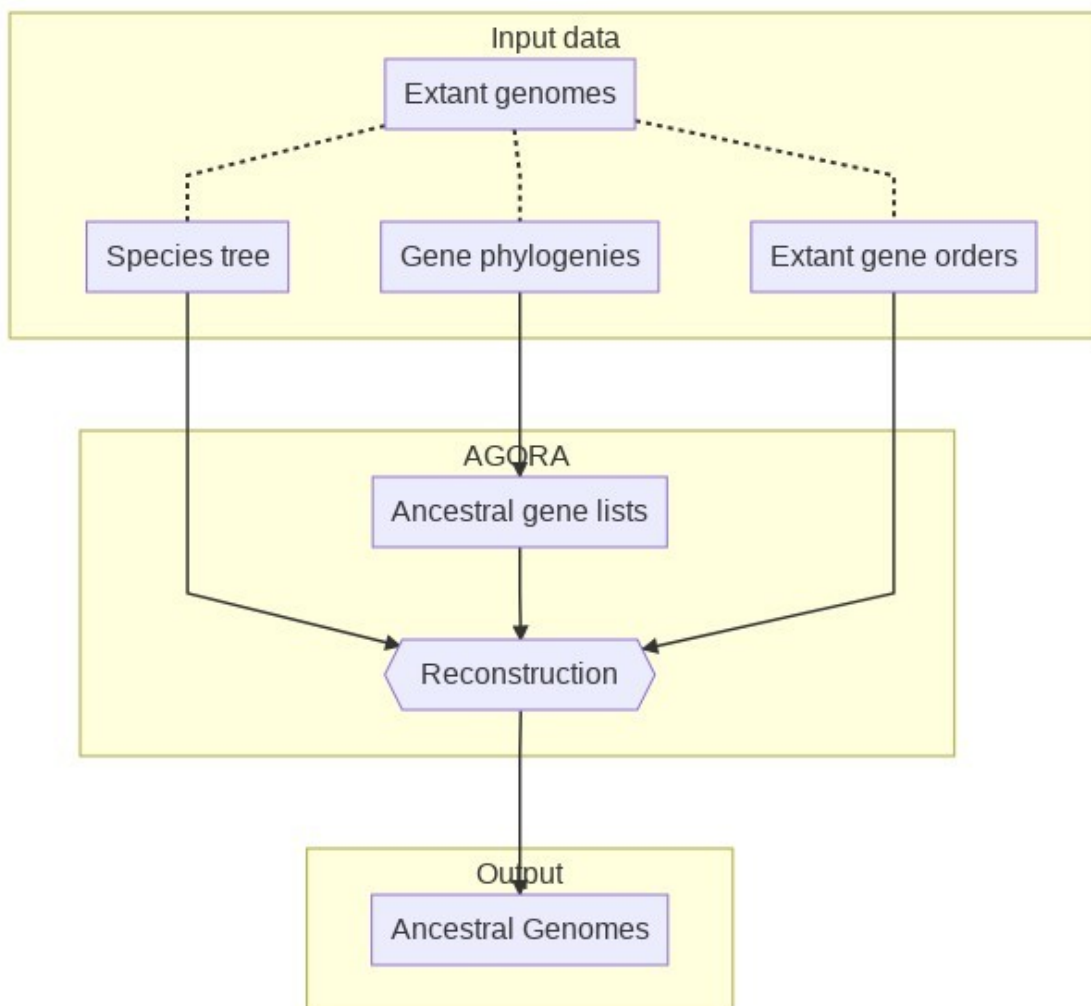 Input data
Extant genomes
Species tree
Gene phylogenies
Extant gene orders
AGORA
Ancestral gene lists
Reconstruction
Output
Ancestral Genomes